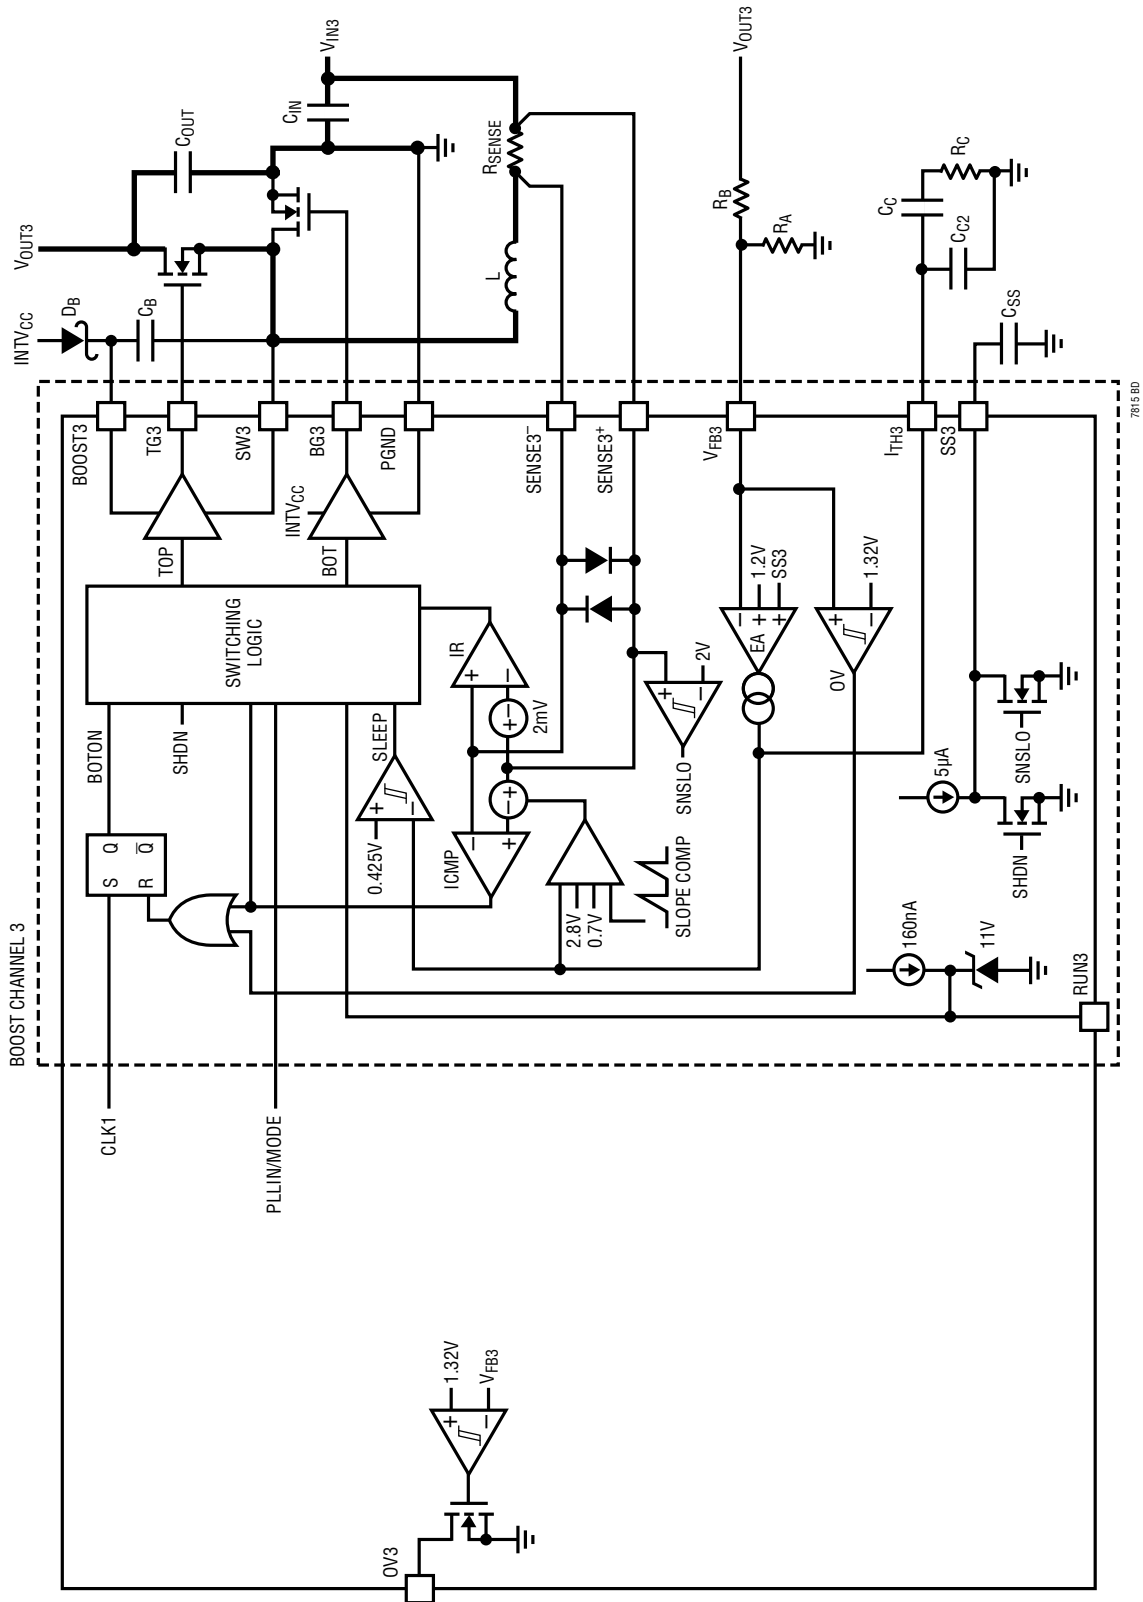 BOOST CHANNEL 3
CLK1
PLLIN/MODE
S Q
R Q̅
BOTON
SHDN
SWITCHING
LOGIC
SLEEP
0.425V
+
−
TOP
BOT
INTVCC
BOOST3
TG3
SW3
BG3
PGND
SENSE3−
SENSE3+
VFB3
ITH3
SS3
INTVCC
DB
CB
VOUT3
COUT
CIN
VIN3
L
RSENSE
IR
+
−
+
−
2mV
ICMP
−
+
+
−
2.8V
0.7V
SLOPE COMP
SNSLO
+
−
2V
EA
−
+
+
1.2V
SS3
OV
+
−
1.32V
RB
RA
VOUT3
CC
RC
CC2
CSS
5µA
SNSLO
SHDN
160nA
11V
RUN3
OV3
+
−
1.32V
VFB3
7815 BD